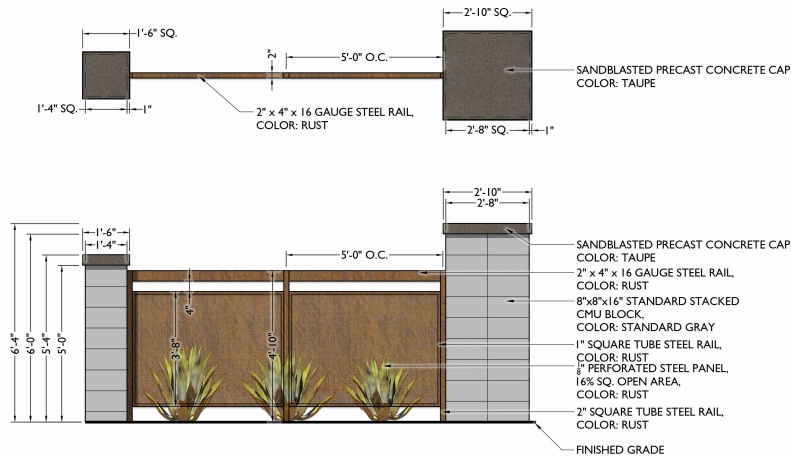 2'-10" SQ.
1'-6" SQ.
2"
5'-0" O.C.
SANDBLASTED PRECAST CONCRETE CAP
COLOR: TAUPE
1'-4" SQ.
1"
2" x 4" x 16 GAUGE STEEL RAIL,
COLOR: RUST
2'-8" SQ.
1"
2'-10"
2'-8"
1'-6"
1'-4"
5'-0" O.C.
SANDBLASTED PRECAST CONCRETE CAP
COLOR: TAUPE
2" x 4" x 16 GAUGE STEEL RAIL,
COLOR: RUST
8"x8"x16" STANDARD STACKED
CMU BLOCK,
COLOR: STANDARD GRAY
4"
6'-4"
6'-0"
5'-4"
5'-0"
3'-8"
4'-10"
1" SQUARE TUBE STEEL RAIL,
COLOR: RUST
1/8" PERFORATED STEEL PANEL,
16% SQ. OPEN AREA,
COLOR: RUST
2" SQUARE TUBE STEEL RAIL,
COLOR: RUST
FINISHED GRADE